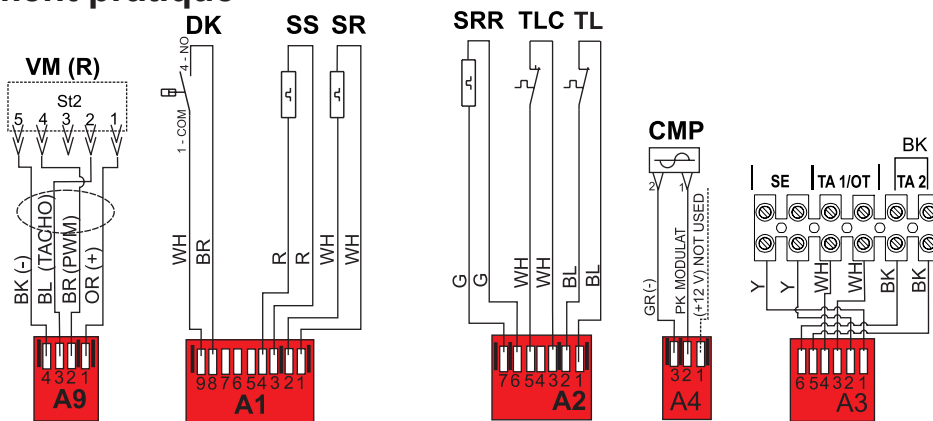 DK
SS SR
SRR TLC TL
VM (R)
St2
5 4 3 2 1
4 - NO
1 - COM
CMP
2 1
BK
SE TA 1/OT TA 2
BK (-)
BL (TACHO)
BR (PWM)
OR (+)
WH
BR
R
R
WH
WH
G
G
WH
WH
BL
BL
GR (-)
PK MODULAT
(+12 V) NOT USED
Y
Y
WH
WH
BK
BK
4 3 2 1
A9
9 8 7 6 5 4 3 2 1
A1
7 6 5 4 3 2 1
A2
3 2 1
A4
6 5 4 3 2 1
A3